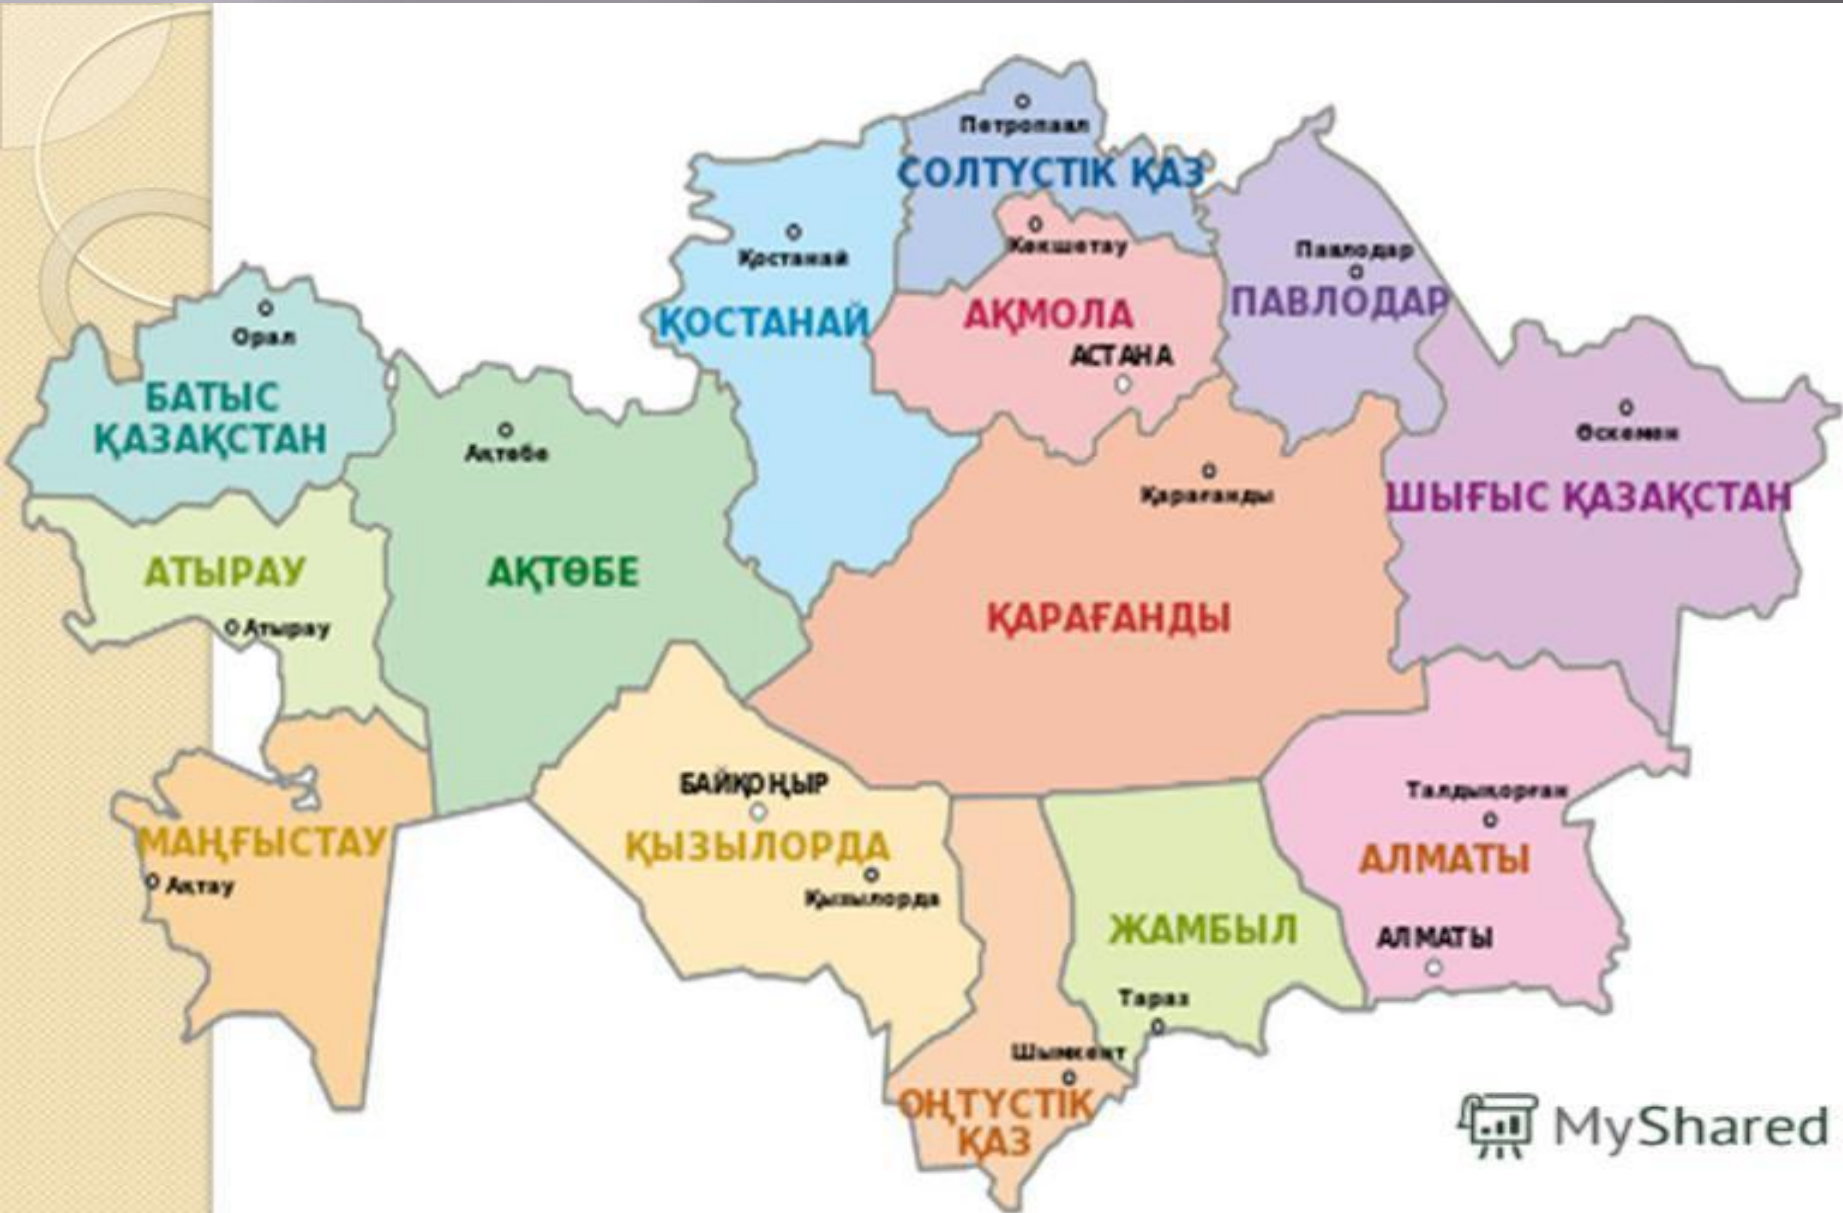 Петропавл
СОЛТҮСТІК ҚАЗ
Қостанай
ҚОСТАНАЙ
Көкшетау
АҚМОЛА
АСТАНА
Павлодар
ПАВЛОДАР
Орал
БАТЫС
ҚАЗАҚСТАН
Ақтөбе
АҚТӨБЕ
Өскемен
ШЫҒЫС ҚАЗАҚСТАН
Қарағанды
ҚАРАҒАНДЫ
АТЫРАУ
Атырау
МАҢҒЫСТАУ
Ақтау
БАЙҚОҢЫР
ҚЫЗЫЛОРДА
Қызылорда
Талдықорған
АЛМАТЫ
АЛМАТЫ
ЖАМБЫЛ
Тараз
Шымкент
ОҢТҮСТІК
ҚАЗ
MyShared